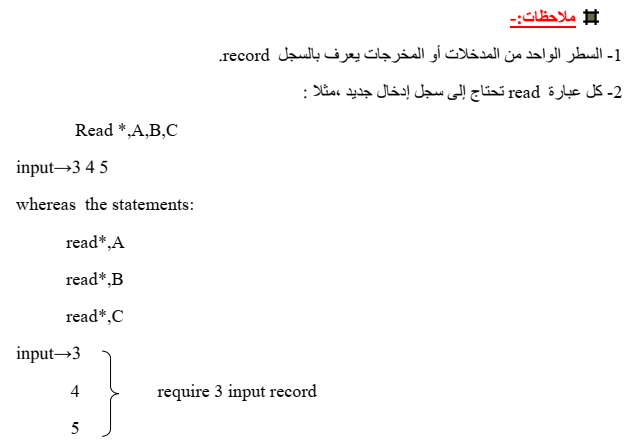 ملاحظات:-
1- السطر الواحد من المدخلات أو المخرجات يعرف بالسجل record.
2- كل عبارة read تحتاج إلى سجل إدخال جديد ،مثلا :
Read *,A,B,C
input→3 4 5
whereas the statements:
read*,A
read*,B
read*,C
input→3
4 require 3 input record
5